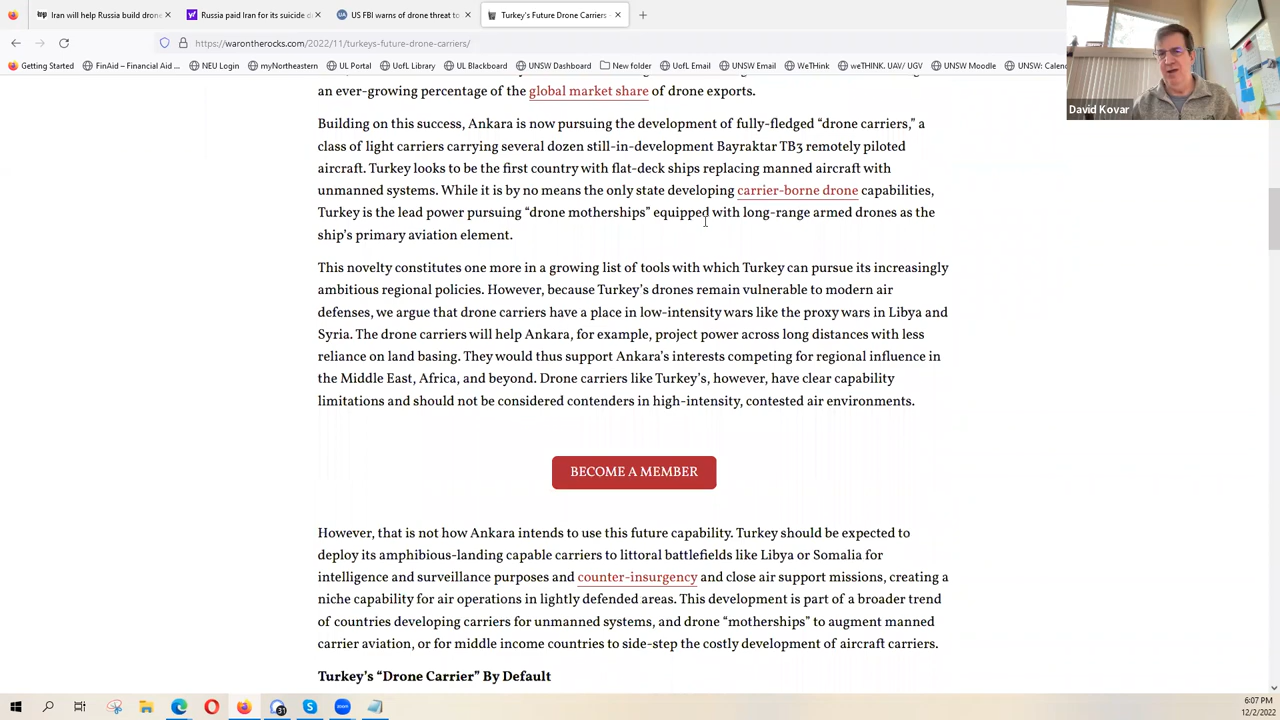 Iran will help Russia build drone
Russia paid Iran for its suicide d
US FBI warns of drone threat to
Turkey's Future Drone Carriers -
https://warontherocks.com/2022/11/turkeys-future-drone-carriers/
Getting Started
FinAid – Financial Aid ...
NEU Login
myNortheastern
UL Portal
UofL Library
UL Blackboard
UNSW Dashboard
New folder
UofL Email
UNSW Email
WeThink
weTHINK. UAV/ UGV
UNSW Moodle
UNSW: Calen
David Kovar
an ever-growing percentage of the global market share of drone exports.
Building on this success, Ankara is now pursuing the development of fully-fledged “drone carriers,” a
class of light carriers carrying several dozen still-in-development Bayraktar TB3 remotely piloted
aircraft. Turkey looks to be the first country with flat-deck ships replacing manned aircraft with
unmanned systems. While it is by no means the only state developing carrier-borne drone capabilities,
Turkey is the lead power pursuing “drone motherships” equipped with long-range armed drones as the
ship’s primary aviation element.
This novelty constitutes one more in a growing list of tools with which Turkey can pursue its increasingly
ambitious regional policies. However, because Turkey’s drones remain vulnerable to modern air
defenses, we argue that drone carriers have a place in low-intensity wars like the proxy wars in Libya and
Syria. The drone carriers will help Ankara, for example, project power across long distances with less
reliance on land basing. They would thus support Ankara’s interests competing for regional influence in
the Middle East, Africa, and beyond. Drone carriers like Turkey’s, however, have clear capability
limitations and should not be considered contenders in high-intensity, contested air environments.
BECOME A MEMBER
However, that is not how Ankara intends to use this future capability. Turkey should be expected to
deploy its amphibious-landing capable carriers to littoral battlefields like Libya or Somalia for
intelligence and surveillance purposes and counter-insurgency and close air support missions, creating a
niche capability for air operations in lightly defended areas. This development is part of a broader trend
of countries developing carriers for unmanned systems, and drone “motherships” to augment manned
carrier aviation, or for middle income countries to side-step the costly development of aircraft carriers.
Turkey’s “Drone Carrier” By Default
31
6:07 PM
12/2/2022